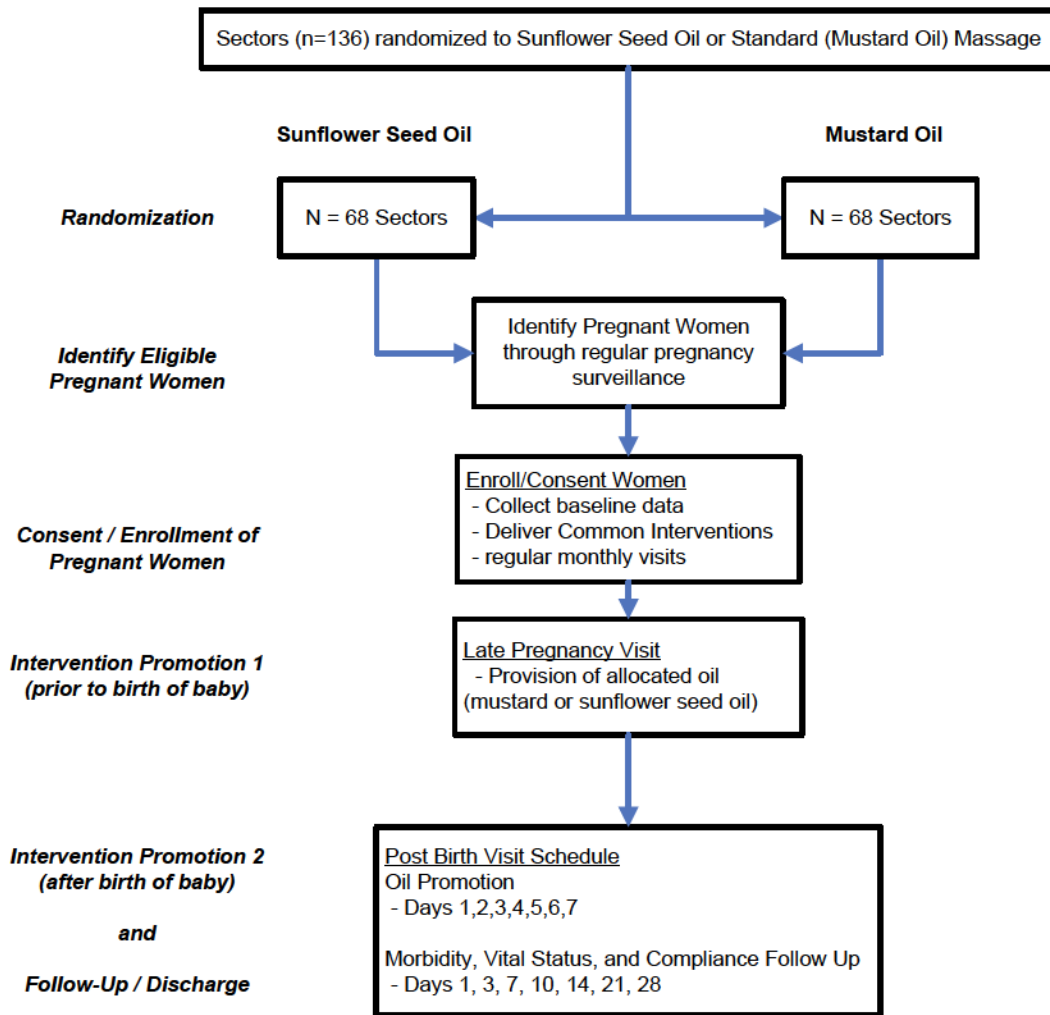 Sectors (n=136) randomized to Sunflower Seed Oil or Standard (Mustard Oil) Massage
Sunflower Seed Oil
Mustard Oil
Randomization
N = 68 Sectors
N = 68 Sectors
Identify Eligible
Pregnant Women
Identify Pregnant Women
through regular pregnancy
surveillance
Consent / Enrollment of
Pregnant Women
Enroll/Consent Women
- Collect baseline data
- Deliver Common Interventions
- regular monthly visits
Intervention Promotion 1
(prior to birth of baby)
Late Pregnancy Visit
- Provision of allocated oil
(mustard or sunflower seed oil)
Intervention Promotion 2
(after birth of baby)
and
Follow-Up / Discharge
Post Birth Visit Schedule
Oil Promotion
- Days 1,2,3,4,5,6,7
Morbidity, Vital Status, and Compliance Follow Up
- Days 1, 3, 7, 10, 14, 21, 28